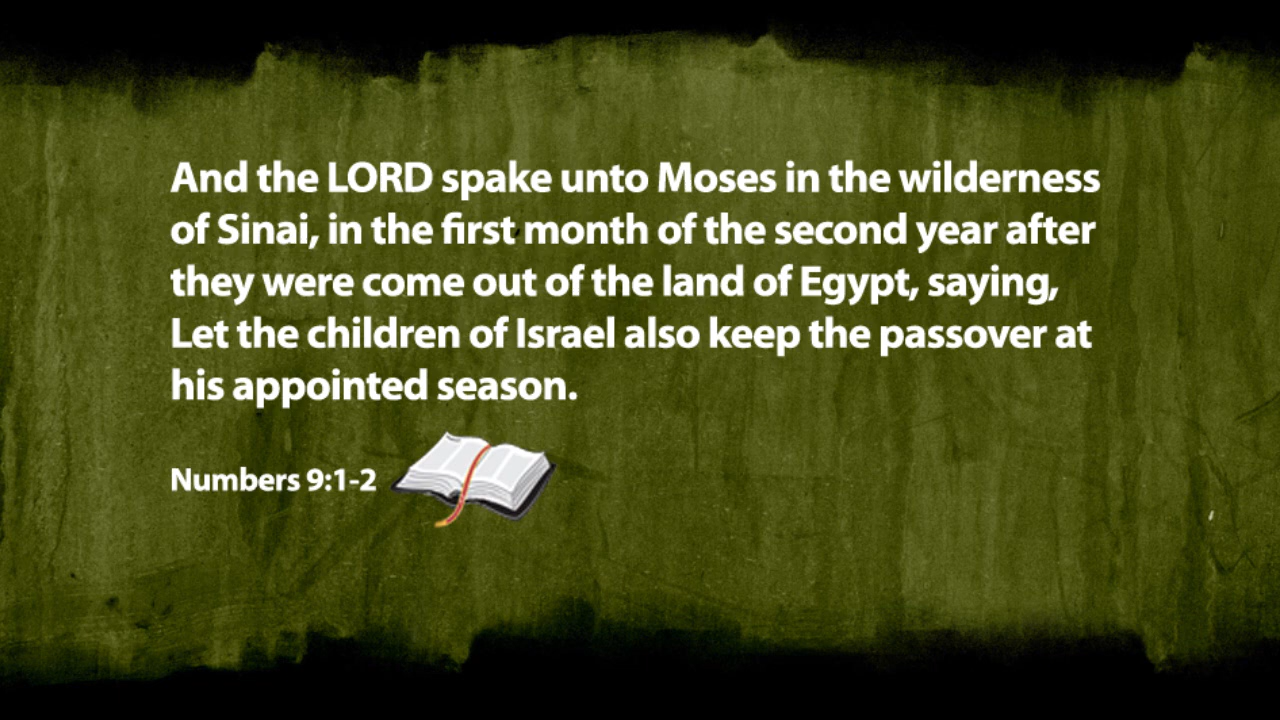 And the LORD spake unto Moses in the wilderness
of Sinai, in the first month of the second year after
they were come out of the land of Egypt, saying,
Let the children of Israel also keep the passover at
his appointed season.
Numbers 9:1-2